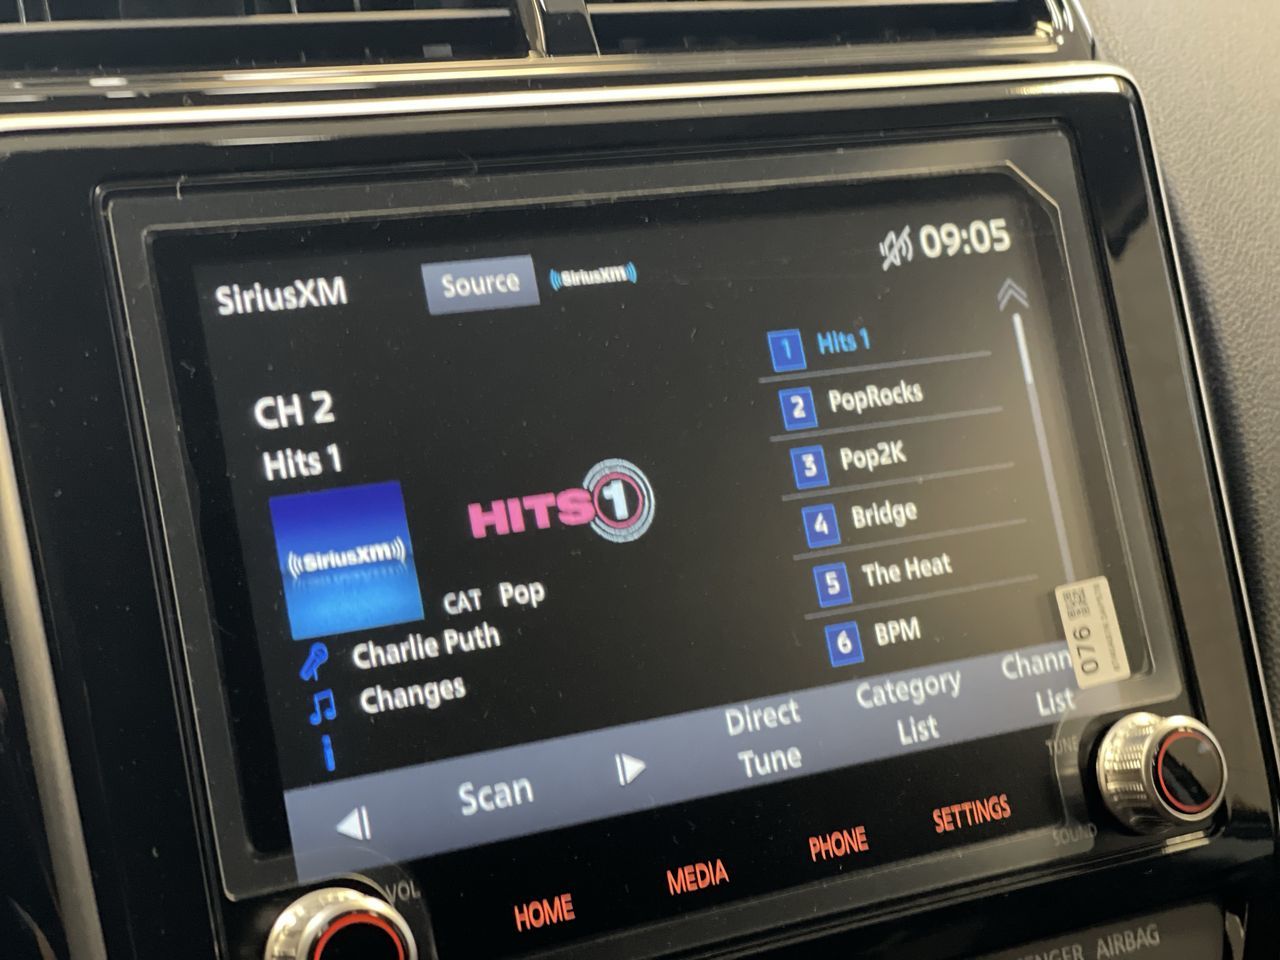 SiriusXM
Source
SiriusXM
09:05
CH 2
Hits 1
SiriusXM
HITS 1
CAT Pop
Charlie Puth
Changes
1 Hits 1
2 PopRocks
3 Pop2K
4 Bridge
5 The Heat
6 BPM
Scan
Direct
Tune
Category
List
Chann
List
076
TUNE
SOUND
VOL
HOME
MEDIA
PHONE
SETTINGS
AIRBAG